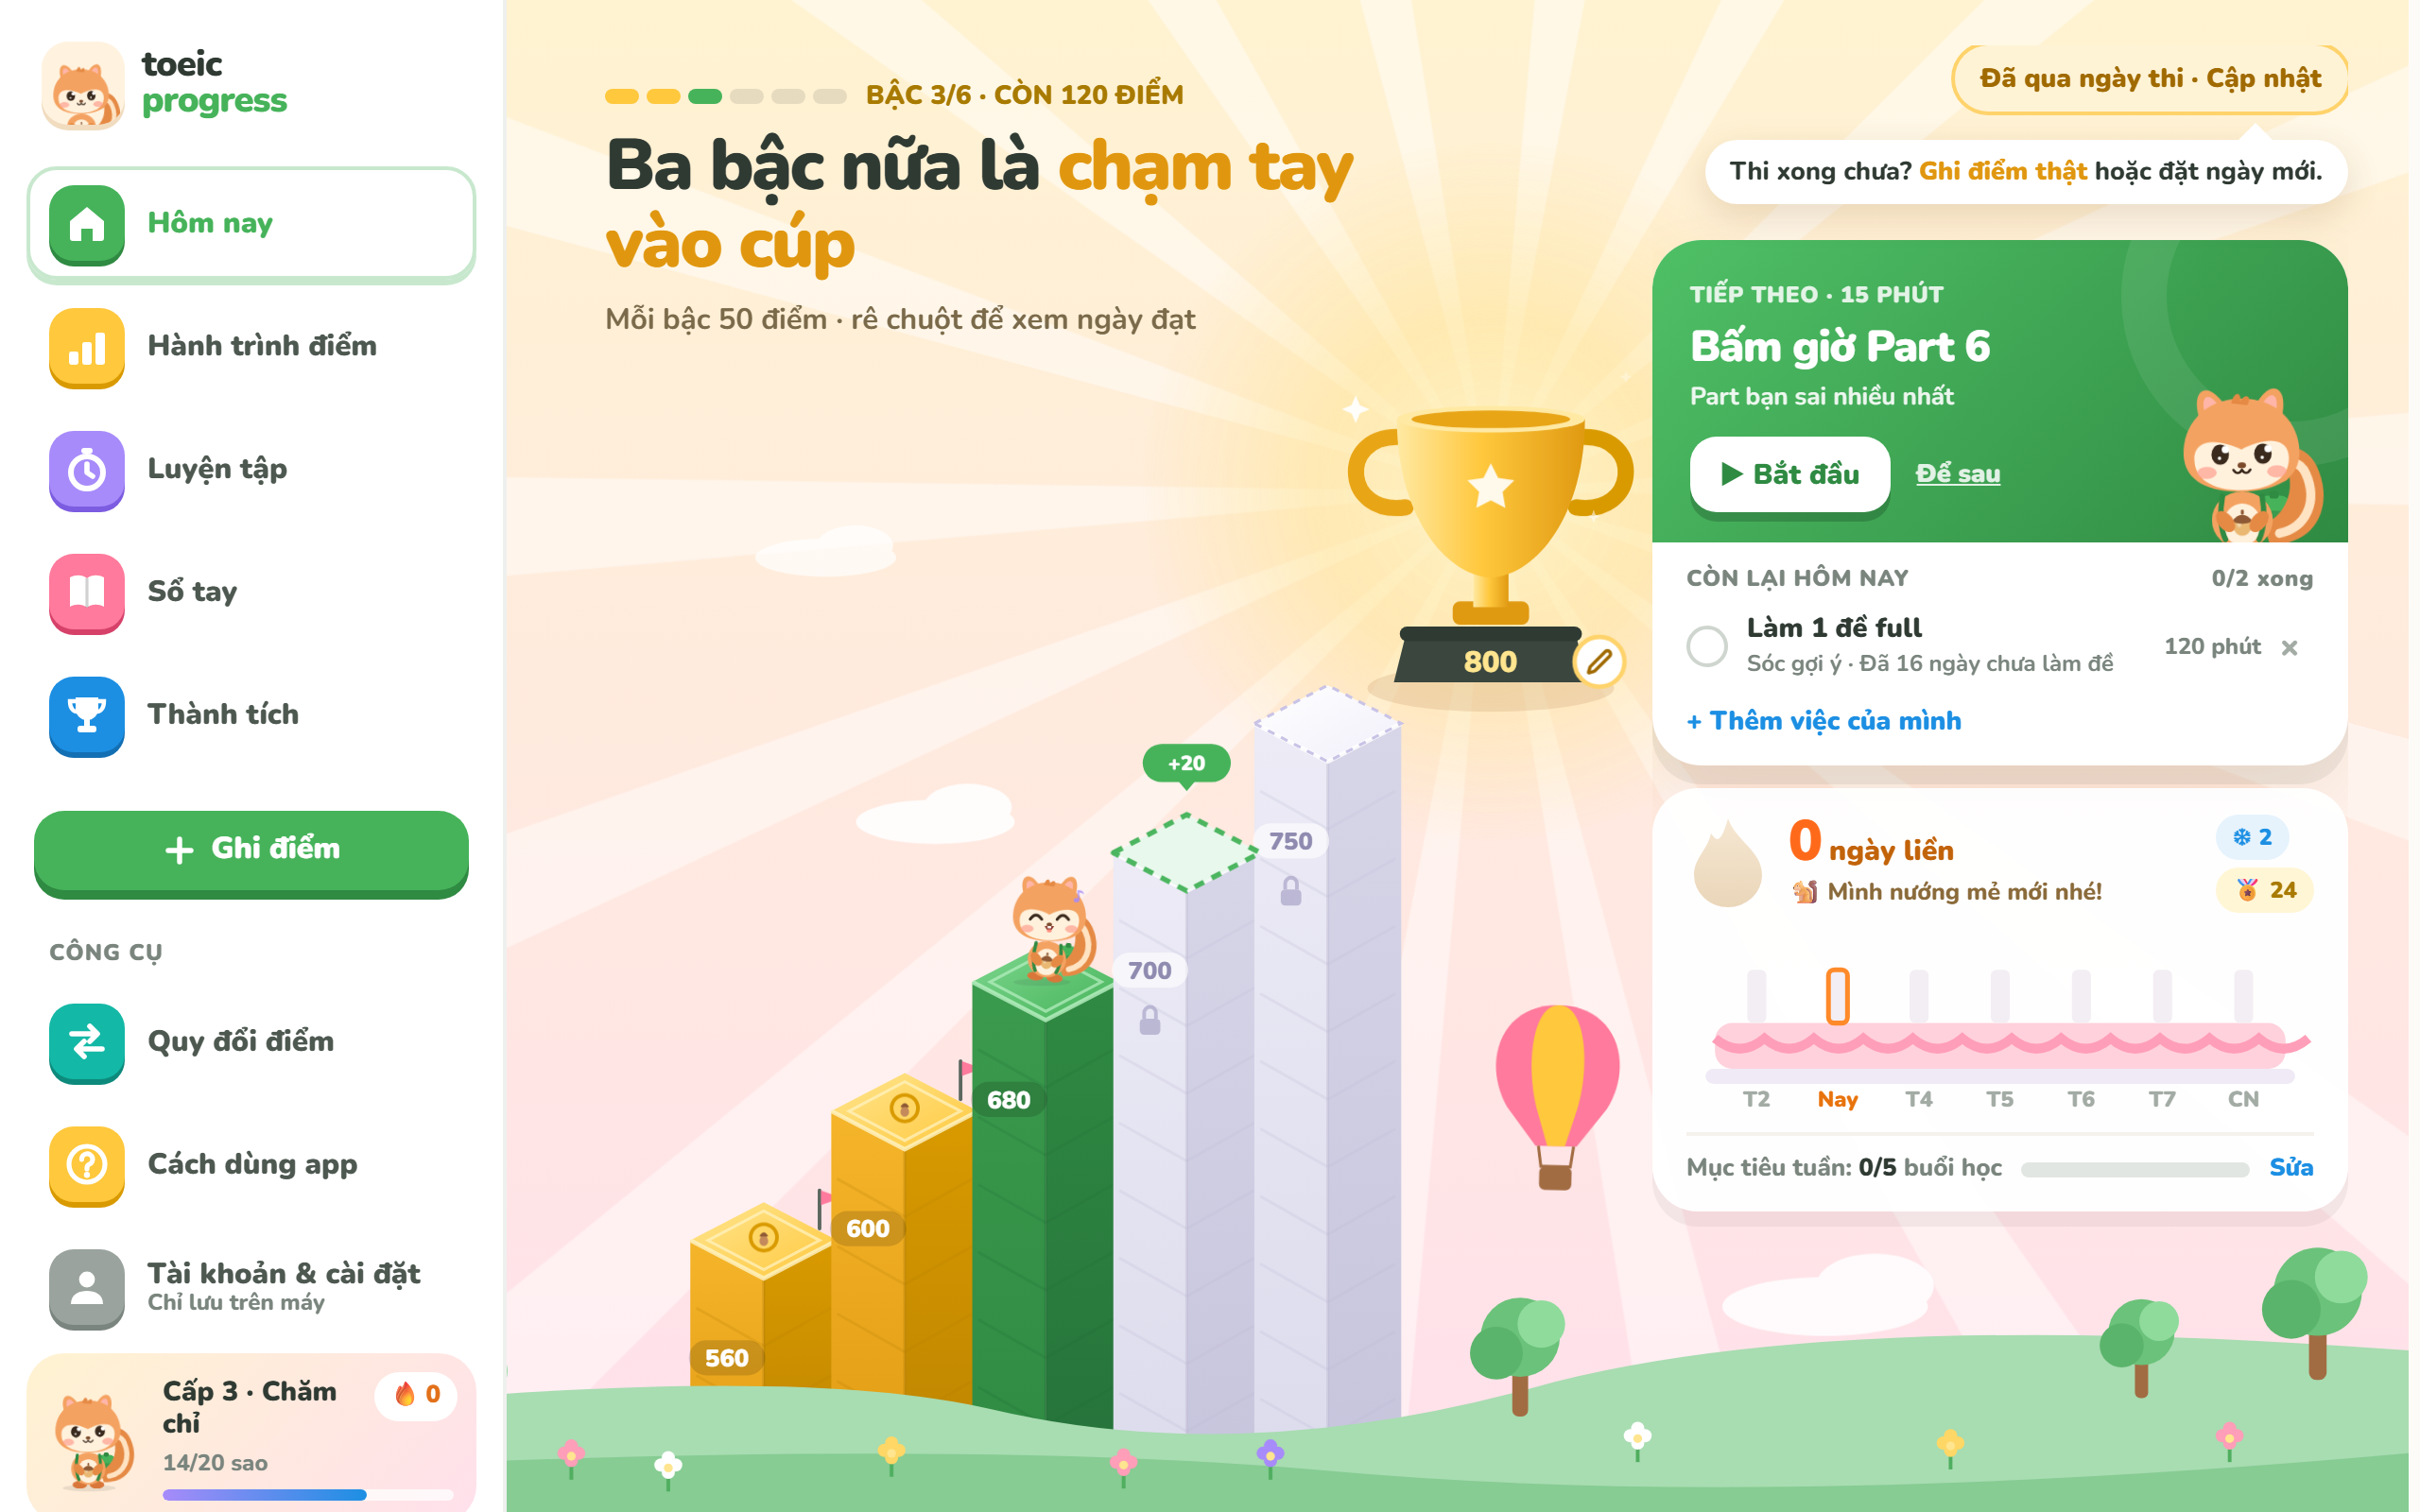 toeic
progress
Hôm nay
Hành trình điểm
Luyện tập
Sổ tay
Thành tích
+ Ghi điểm
CÔNG CỤ
Quy đổi điểm
Cách dùng app
Tài khoản & cài đặt
Chỉ lưu trên máy
Cấp 3 · Chăm
chỉ
0
14/20 sao
BẬC 3/6 · CÒN 120 ĐIỂM
Ba bậc nữa là chạm tay
vào cúp
Mỗi bậc 50 điểm · rê chuột để xem ngày đạt
800
+20
750
700
680
600
560
Đã qua ngày thi · Cập nhật
Thi xong chưa? Ghi điểm thật hoặc đặt ngày mới.
TIẾP THEO · 15 PHÚT
Bấm giờ Part 6
Part bạn sai nhiều nhất
Bắt đầu Để sau
CÒN LẠI HÔM NAY 0/2 xong
Làm 1 đề full
120 phút ×
Sóc gợi ý · Đã 16 ngày chưa làm đề
+ Thêm việc của mình
0 ngày liền
2
Mình nướng mẻ mới nhé!
24
T2 Nay T4 T5 T6 T7 CN
Mục tiêu tuần: 0/5 buổi học Sửa